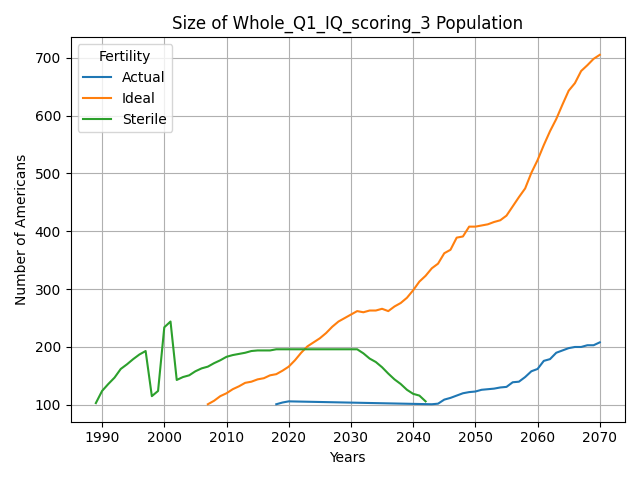 Size of Whole_Q1_IQ_scoring_3 Population
Fertility
Actual
Ideal
Sterile
Number of Americans
700
600
500
400
300
200
100
1990 2000 2010 2020 2030 2040 2050 2060 2070
Years